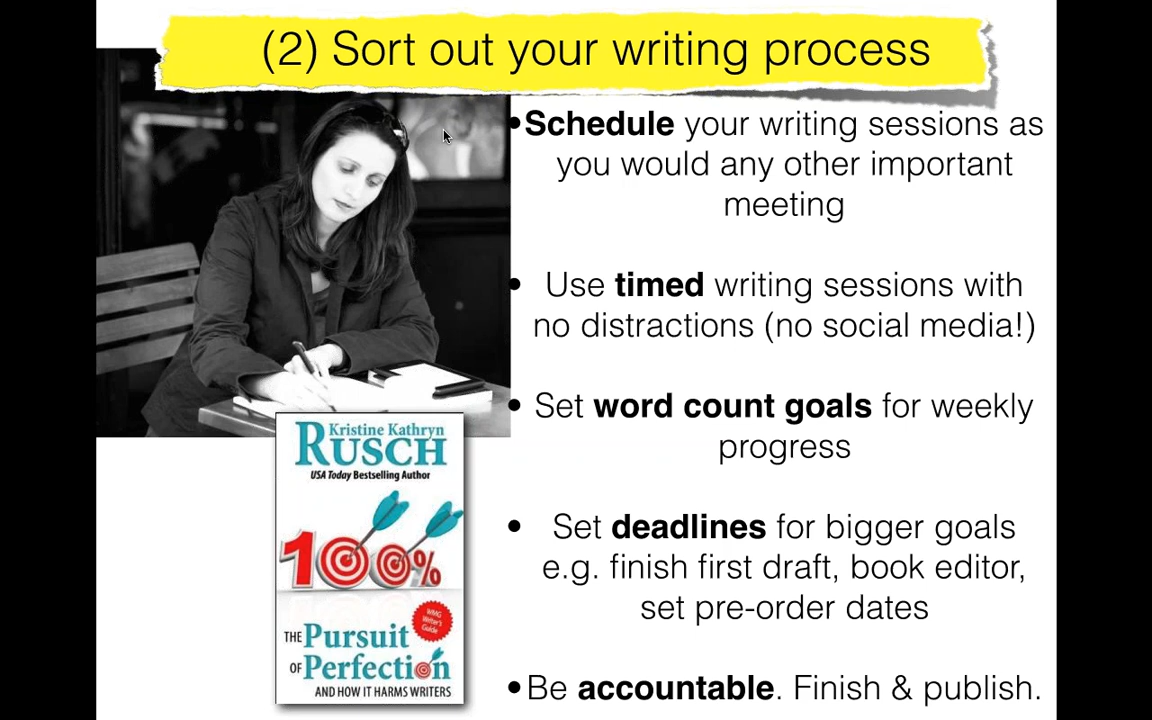 (2) Sort out your writing process
•Schedule your writing sessions as
you would any other important
meeting
• Use timed writing sessions with
no distractions (no social media!)
• Set word count goals for weekly
progress
• Set deadlines for bigger goals
e.g. finish first draft, book editor,
set pre-order dates
•Be accountable. Finish & publish.
Kristine Kathryn
RUSCH
USA Today Bestselling Author
100%
WMG
Writer's
Guide
THE Pursuit
OF Perfection
AND HOW IT HARMS WRITERS